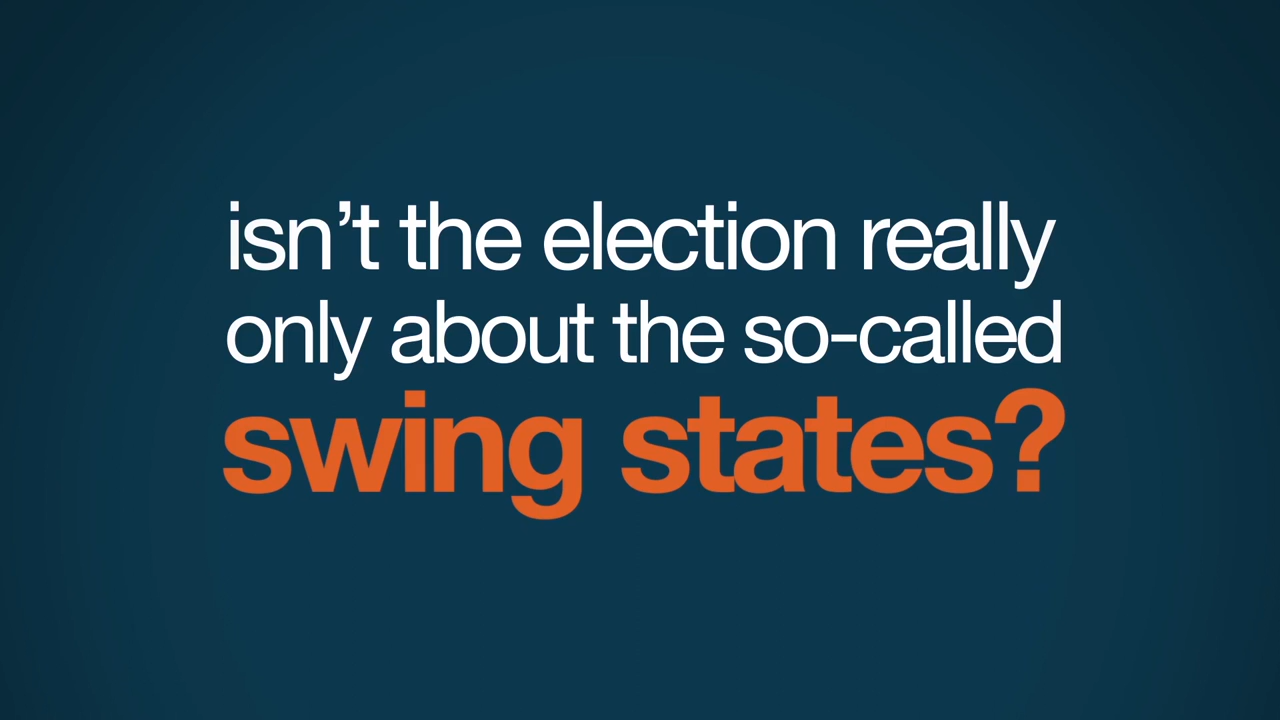 isn’t the election really
only about the so-called
swing states?